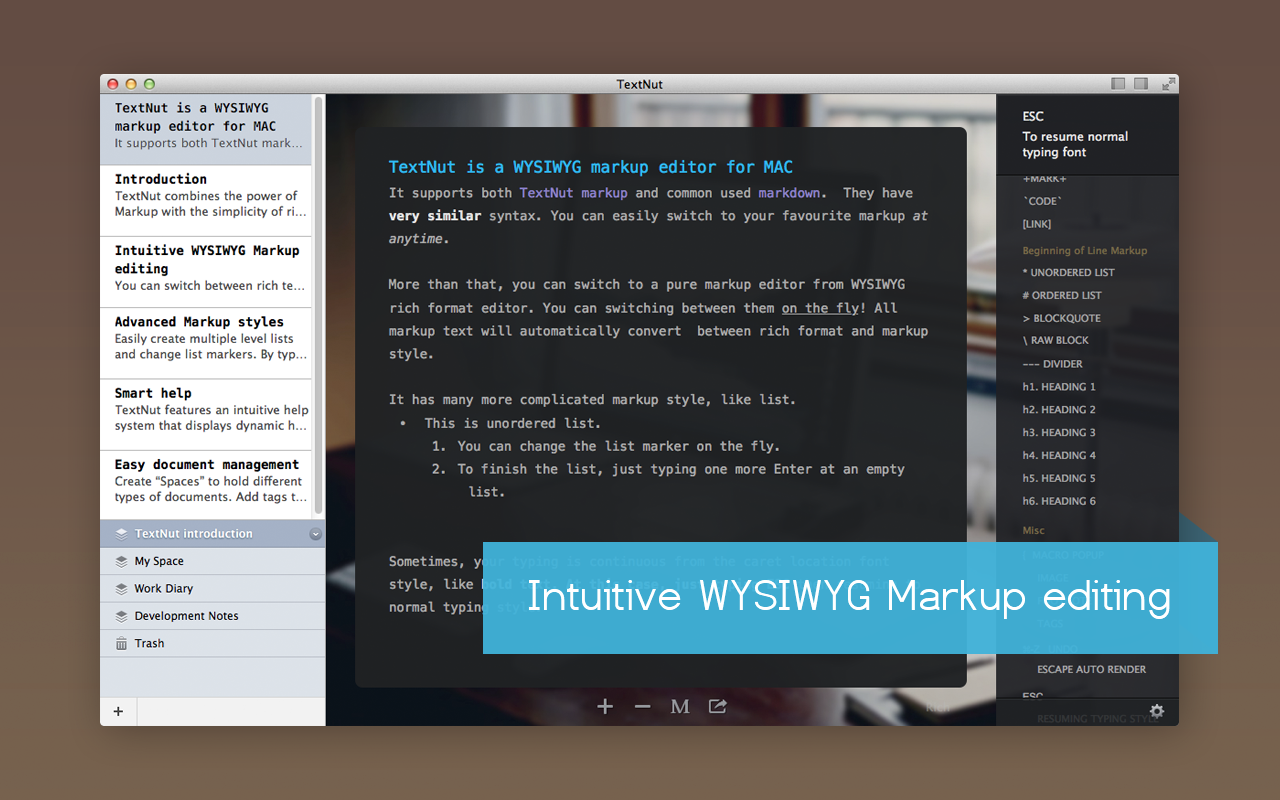 TextNut
TextNut is a WYSIWYG
markup editor for MAC
It supports both TextNut mark...
Introduction
TextNut combines the power of
Markup with the simplicity of ri...
Intuitive WYSIWYG Markup
editing
You can switch between rich te...
Advanced Markup styles
Easily create multiple level lists
and change list markers. By typ...
Smart help
TextNut features an intuitive help
system that displays dynamic h...
Easy document management
Create “Spaces” to hold different
types of documents. Add tags t...
TextNut introduction
My Space
Work Diary
Development Notes
Trash
+
TextNut is a WYSIWYG markup editor for MAC
It supports both TextNut markup and common used markdown.  They have
very similar syntax. You can easily switch to your favourite markup at
anytime.
More than that, you can switch to a pure markup editor from WYSIWYG
rich format editor. You can switching between them on the fly! All
markup text will automatically convert  between rich format and markup
style.
It has many more complicated markup style, like list.
• This is unordered list.
1. You can change the list marker on the fly.
2. To finish the list, just typing one more Enter at an empty
list.
Sometimes, your typing is continuous from the caret location font
style, like bold
normal typing
Intuitive WYSIWYG Markup editing
M
Rich
ESC
To resume normal
typing font
+MARK+
`CODE`
[LINK]
Beginning of Line Markup
* UNORDERED LIST
# ORDERED LIST
> BLOCKQUOTE
\ RAW BLOCK
--- DIVIDER
h1. HEADING 1
h2. HEADING 2
h3. HEADING 3
h4. HEADING 4
h5. HEADING 5
h6. HEADING 6
Misc
IMAGE
TAGS
ESCAPE AUTO RENDER
ESC
RESUMING TYPING STYLE